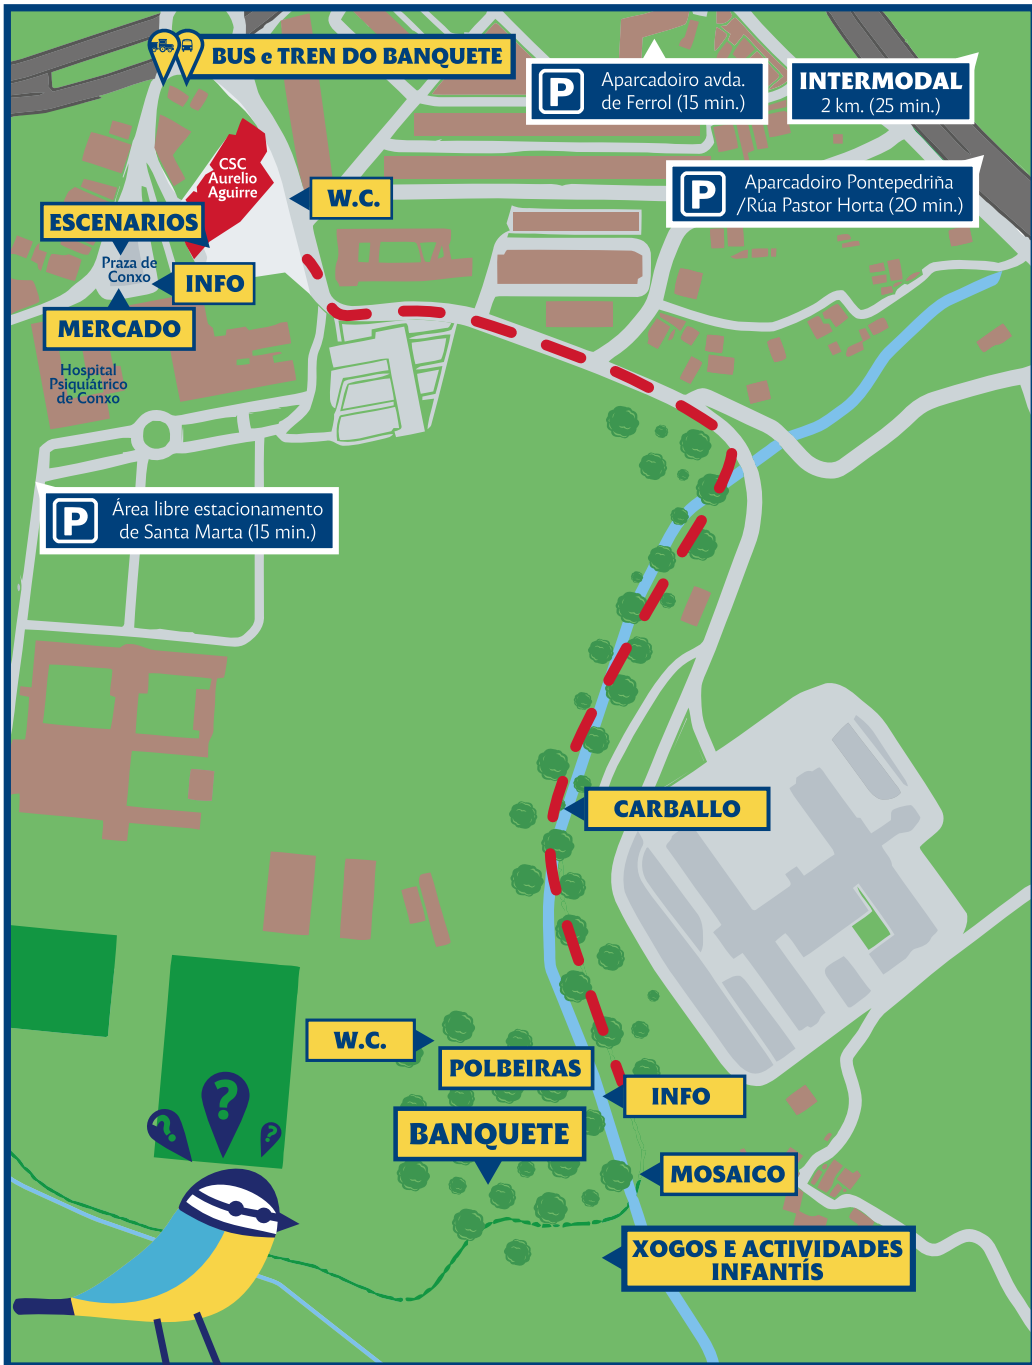 BUS e TREN DO BANQUETE
P
Aparcadoiro avda.
de Ferrol (15 min.)
INTERMODAL
2 km. (25 min.)
CSC
Aurelio
Aguirre
W.C.
P
Aparcadoiro Pontepedriña
/Rúa Pastor Horta (20 min.)
ESCENARIOS
Praza de
Conxo
INFO
MERCADO
Hospital
Psiquiátrico
de Conxo
P
Área libre estacionamento
de Santa Marta (15 min.)
CARBALLO
W.C.
POLBEIRAS
INFO
BANQUETE
MOSAICO
XOGOS E ACTIVIDADES
INFANTÍS
? ? ?